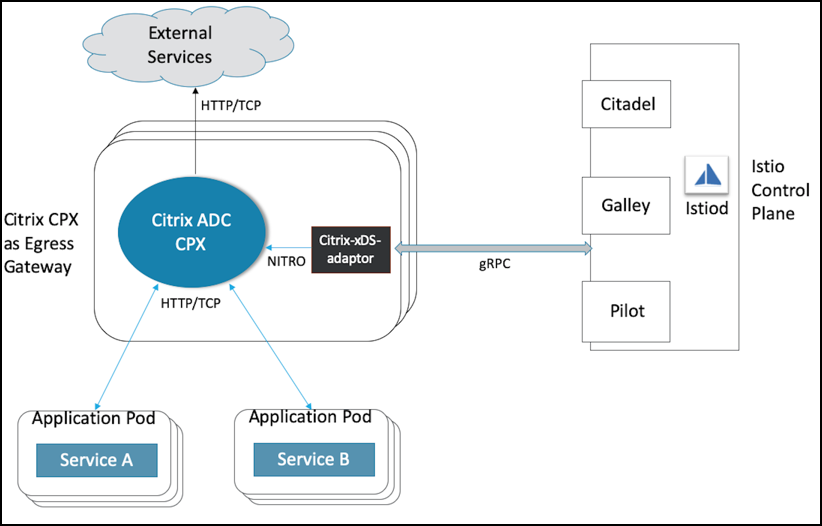 External
Services
HTTP/TCP
Citrix CPX
as Egress
Gateway
Citrix ADC
CPX
NITRO
Citrix-xDS-
adaptor
gRPC
HTTP/TCP
Citadel
Galley
Pilot
Istiod
Istio
Control
Plane
Application Pod
Service A
Application Pod
Service B